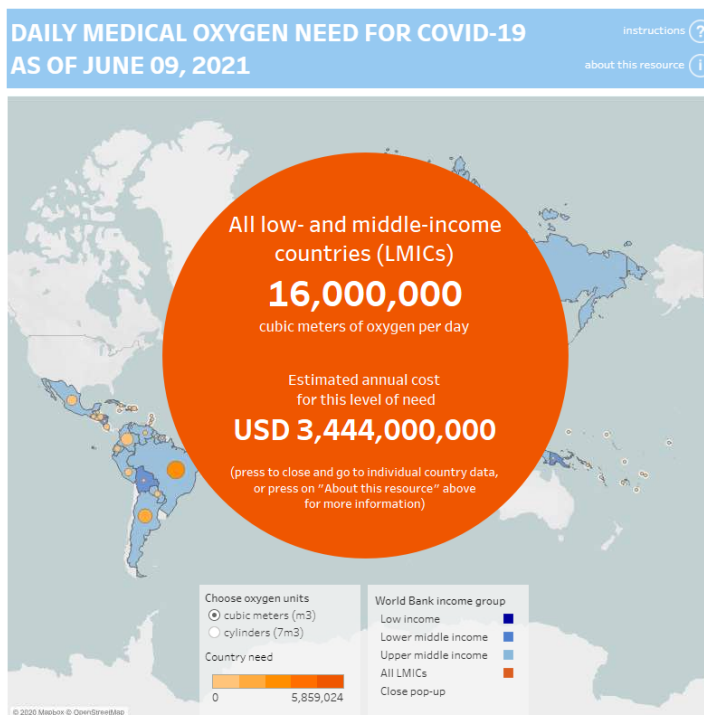 DAILY MEDICAL OXYGEN NEED FOR COVID-19
AS OF JUNE 09, 2021
instructions ?
about this resource i
All low- and middle-income
countries (LMICs)
16,000,000
cubic meters of oxygen per day
Estimated annual cost
for this level of need
USD 3,444,000,000
(press to close and go to individual country data,
or press on "About this resource" above
for more information)
Choose oxygen units
cubic meters (m3)
cylinders (7m3)
Country need
0 5,859,024
World Bank income group
Low income
Lower middle income
Upper middle income
All LMICs
Close pop-up
© 2020 Mapbox © OpenStreetMap